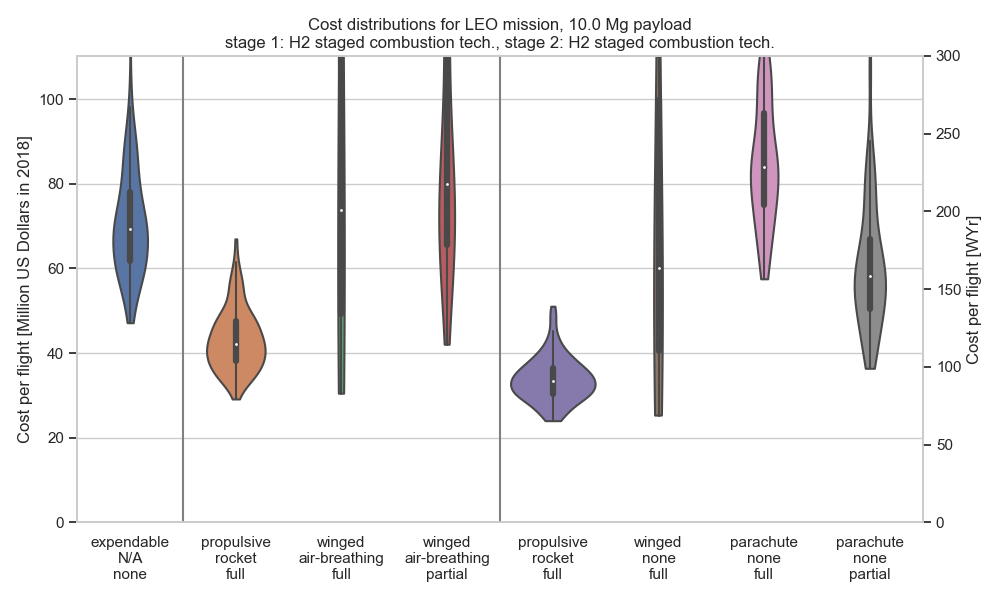 Cost distributions for LEO mission, 10.0 Mg payload
stage 1: H2 staged combustion tech., stage 2: H2 staged combustion tech.
Cost per flight [Million US Dollars in 2018]
100
80
60
40
20
0
300
250
200
150
100
50
0
Cost per flight [WYr]
expendable
N/A
none
propulsive
rocket
full
winged
air-breathing
full
winged
air-breathing
partial
propulsive
rocket
full
winged
none
full
parachute
none
full
parachute
none
partial